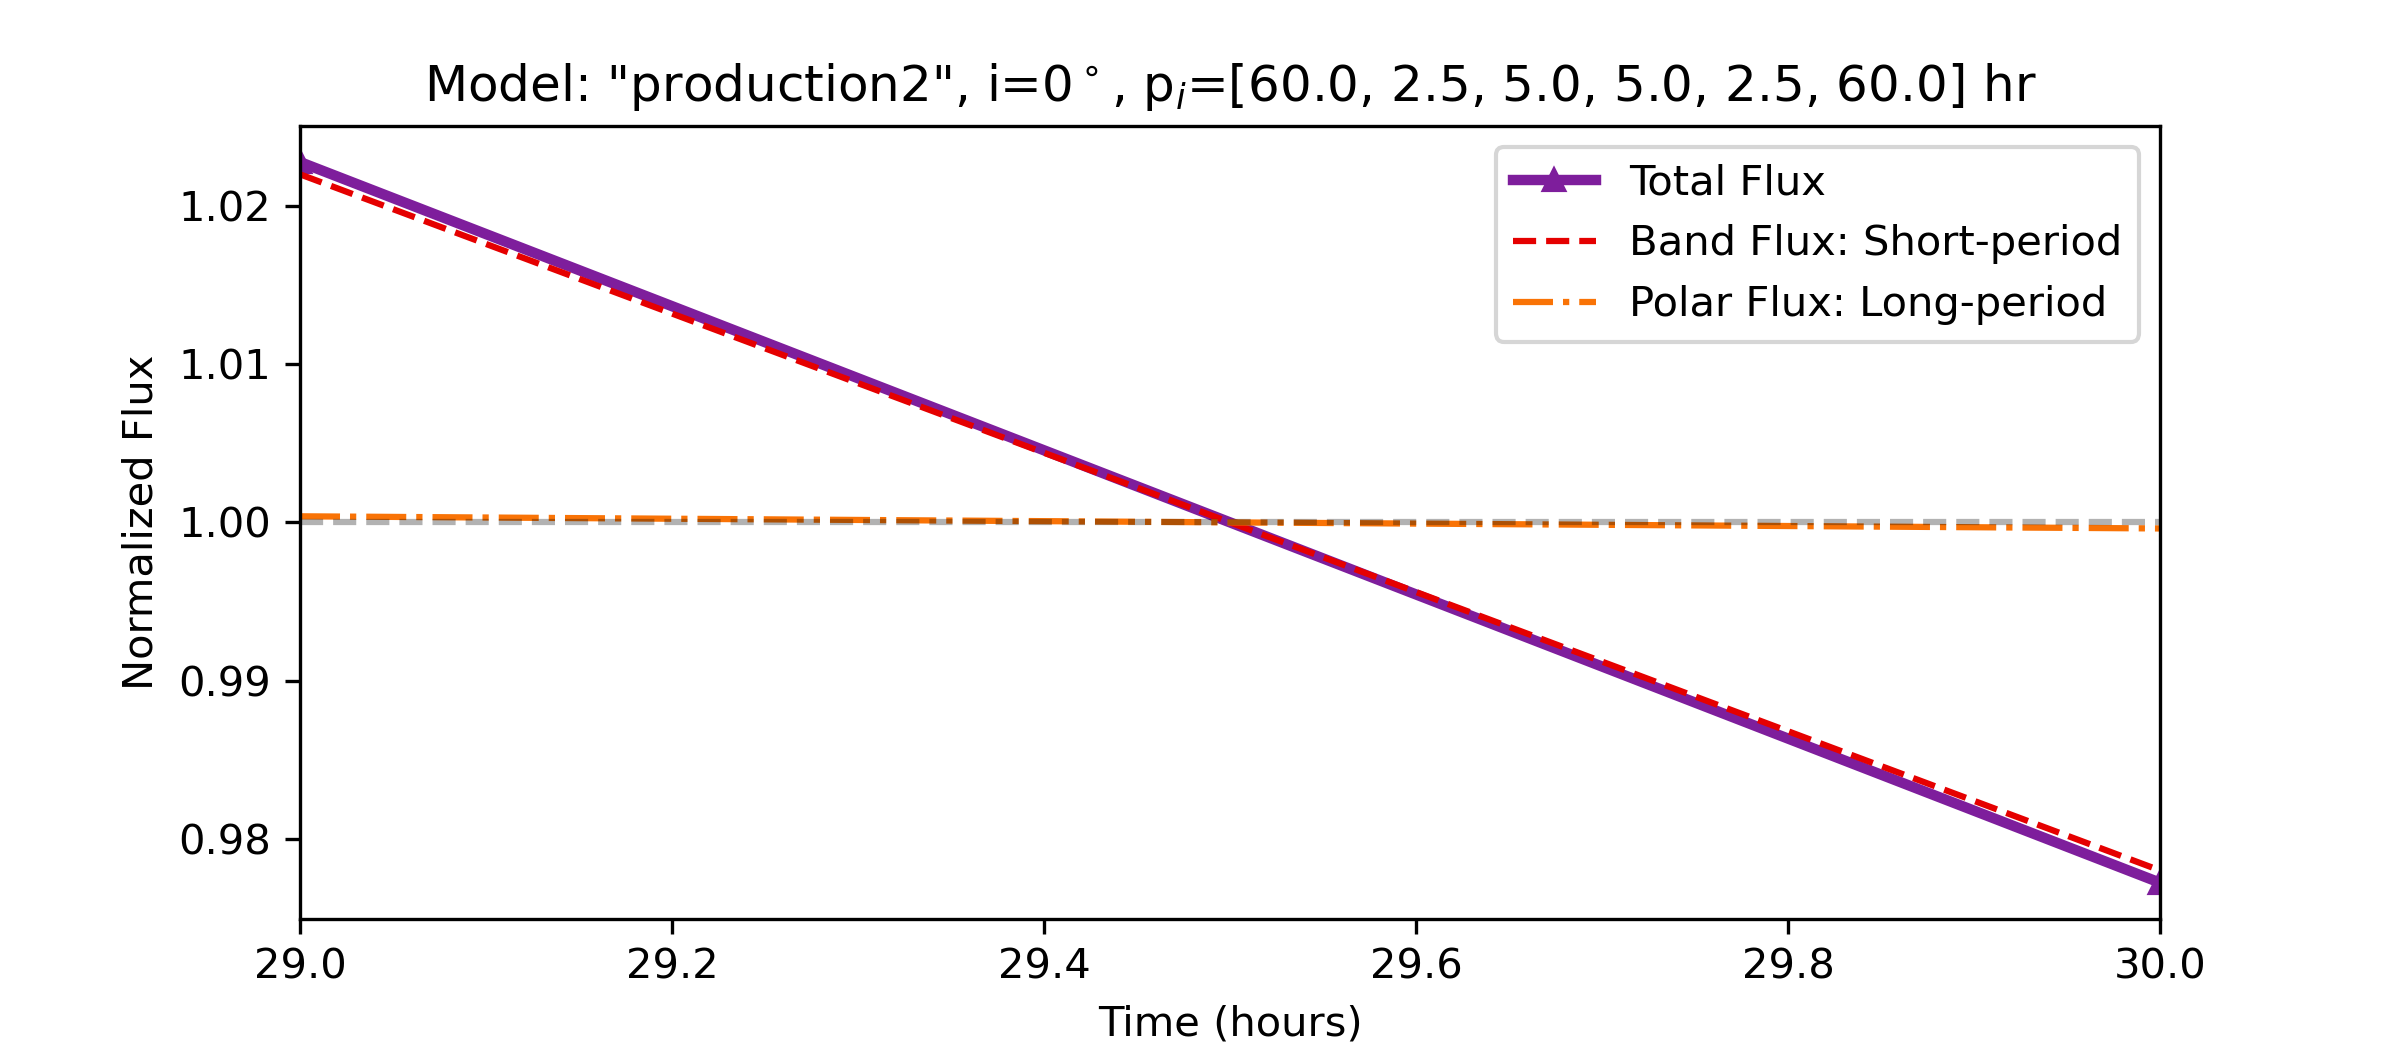 Model: "production2", i=0°, pᵢ=[60.0, 2.5, 5.0, 5.0, 2.5, 60.0] hr
Total Flux
Band Flux: Short-period
Polar Flux: Long-period
1.02
1.01
1.00
0.99
0.98
Normalized Flux
29.0 29.2 29.4 29.6 29.8 30.0
Time (hours)